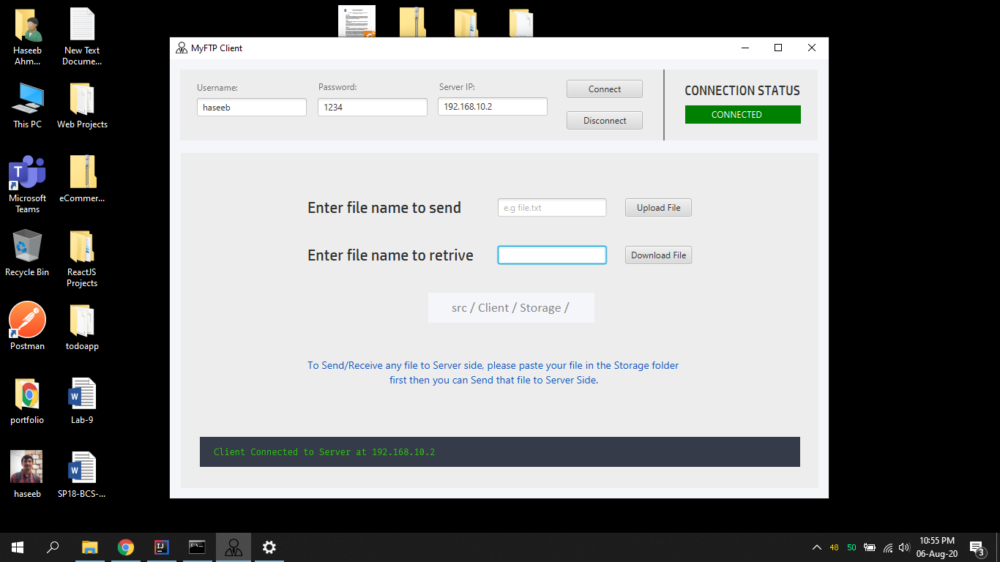 Haseeb
Ahm...
New Text
Docume...
This PC
Web Projects
Microsoft
Teams
eCommer...
Recycle Bin
ReactJS
Projects
Postman
todoapp
portfolio
Lab-9
haseeb
SP18-BCS-...
MyFTP Client
Username:
Password:
Server IP:
haseeb
1234
192.168.10.2
Connect
Disconnect
CONNECTION STATUS
CONNECTED
Enter file name to send
e.g file.txt
Upload File
Enter file name to retrive
Download File
src / Client / Storage /
To Send/Receive any file to Server side, please paste your file in the Storage folder
first then you can Send that file to Server Side.
Client Connected to Server at 192.168.10.2
48
50
10:55 PM
06-Aug-20
3